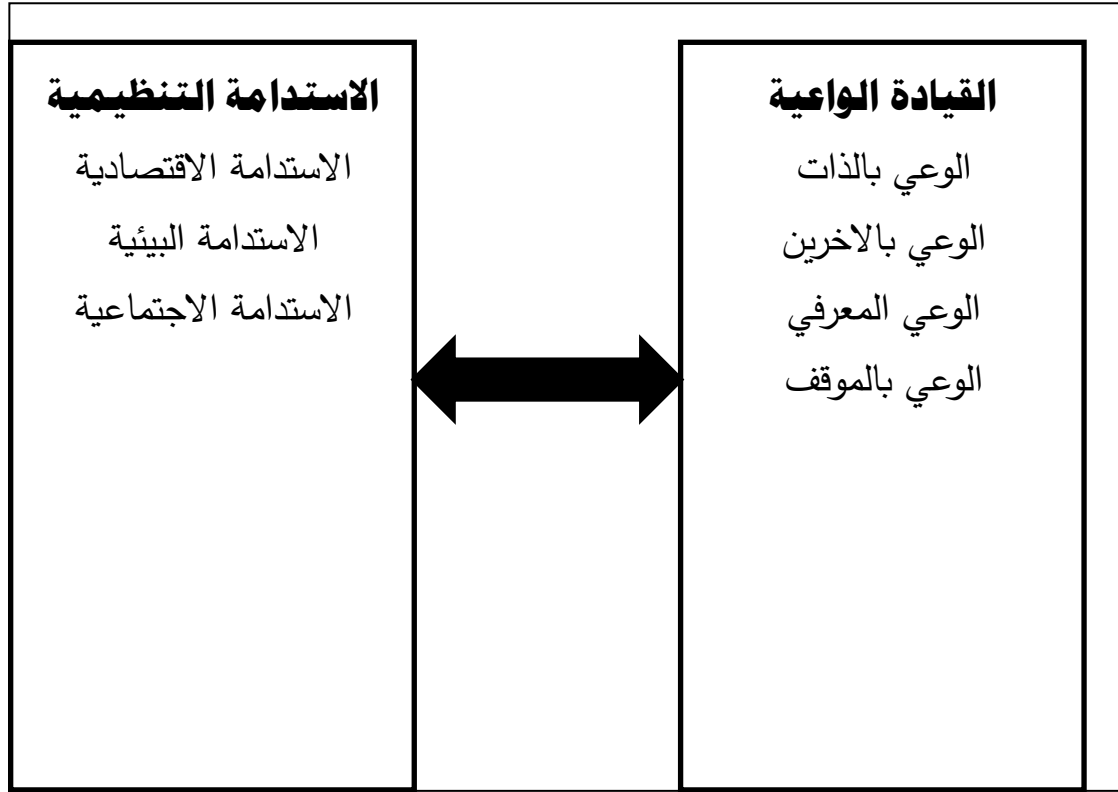 القيادة الواعية
الوعي بالذات
الوعي بالاخرين
الوعي المعرفي
الوعي بالموقف
الاستدامة التنظيمية
الاستدامة الاقتصادية
الاستدامة البيئية
الاستدامة الاجتماعية